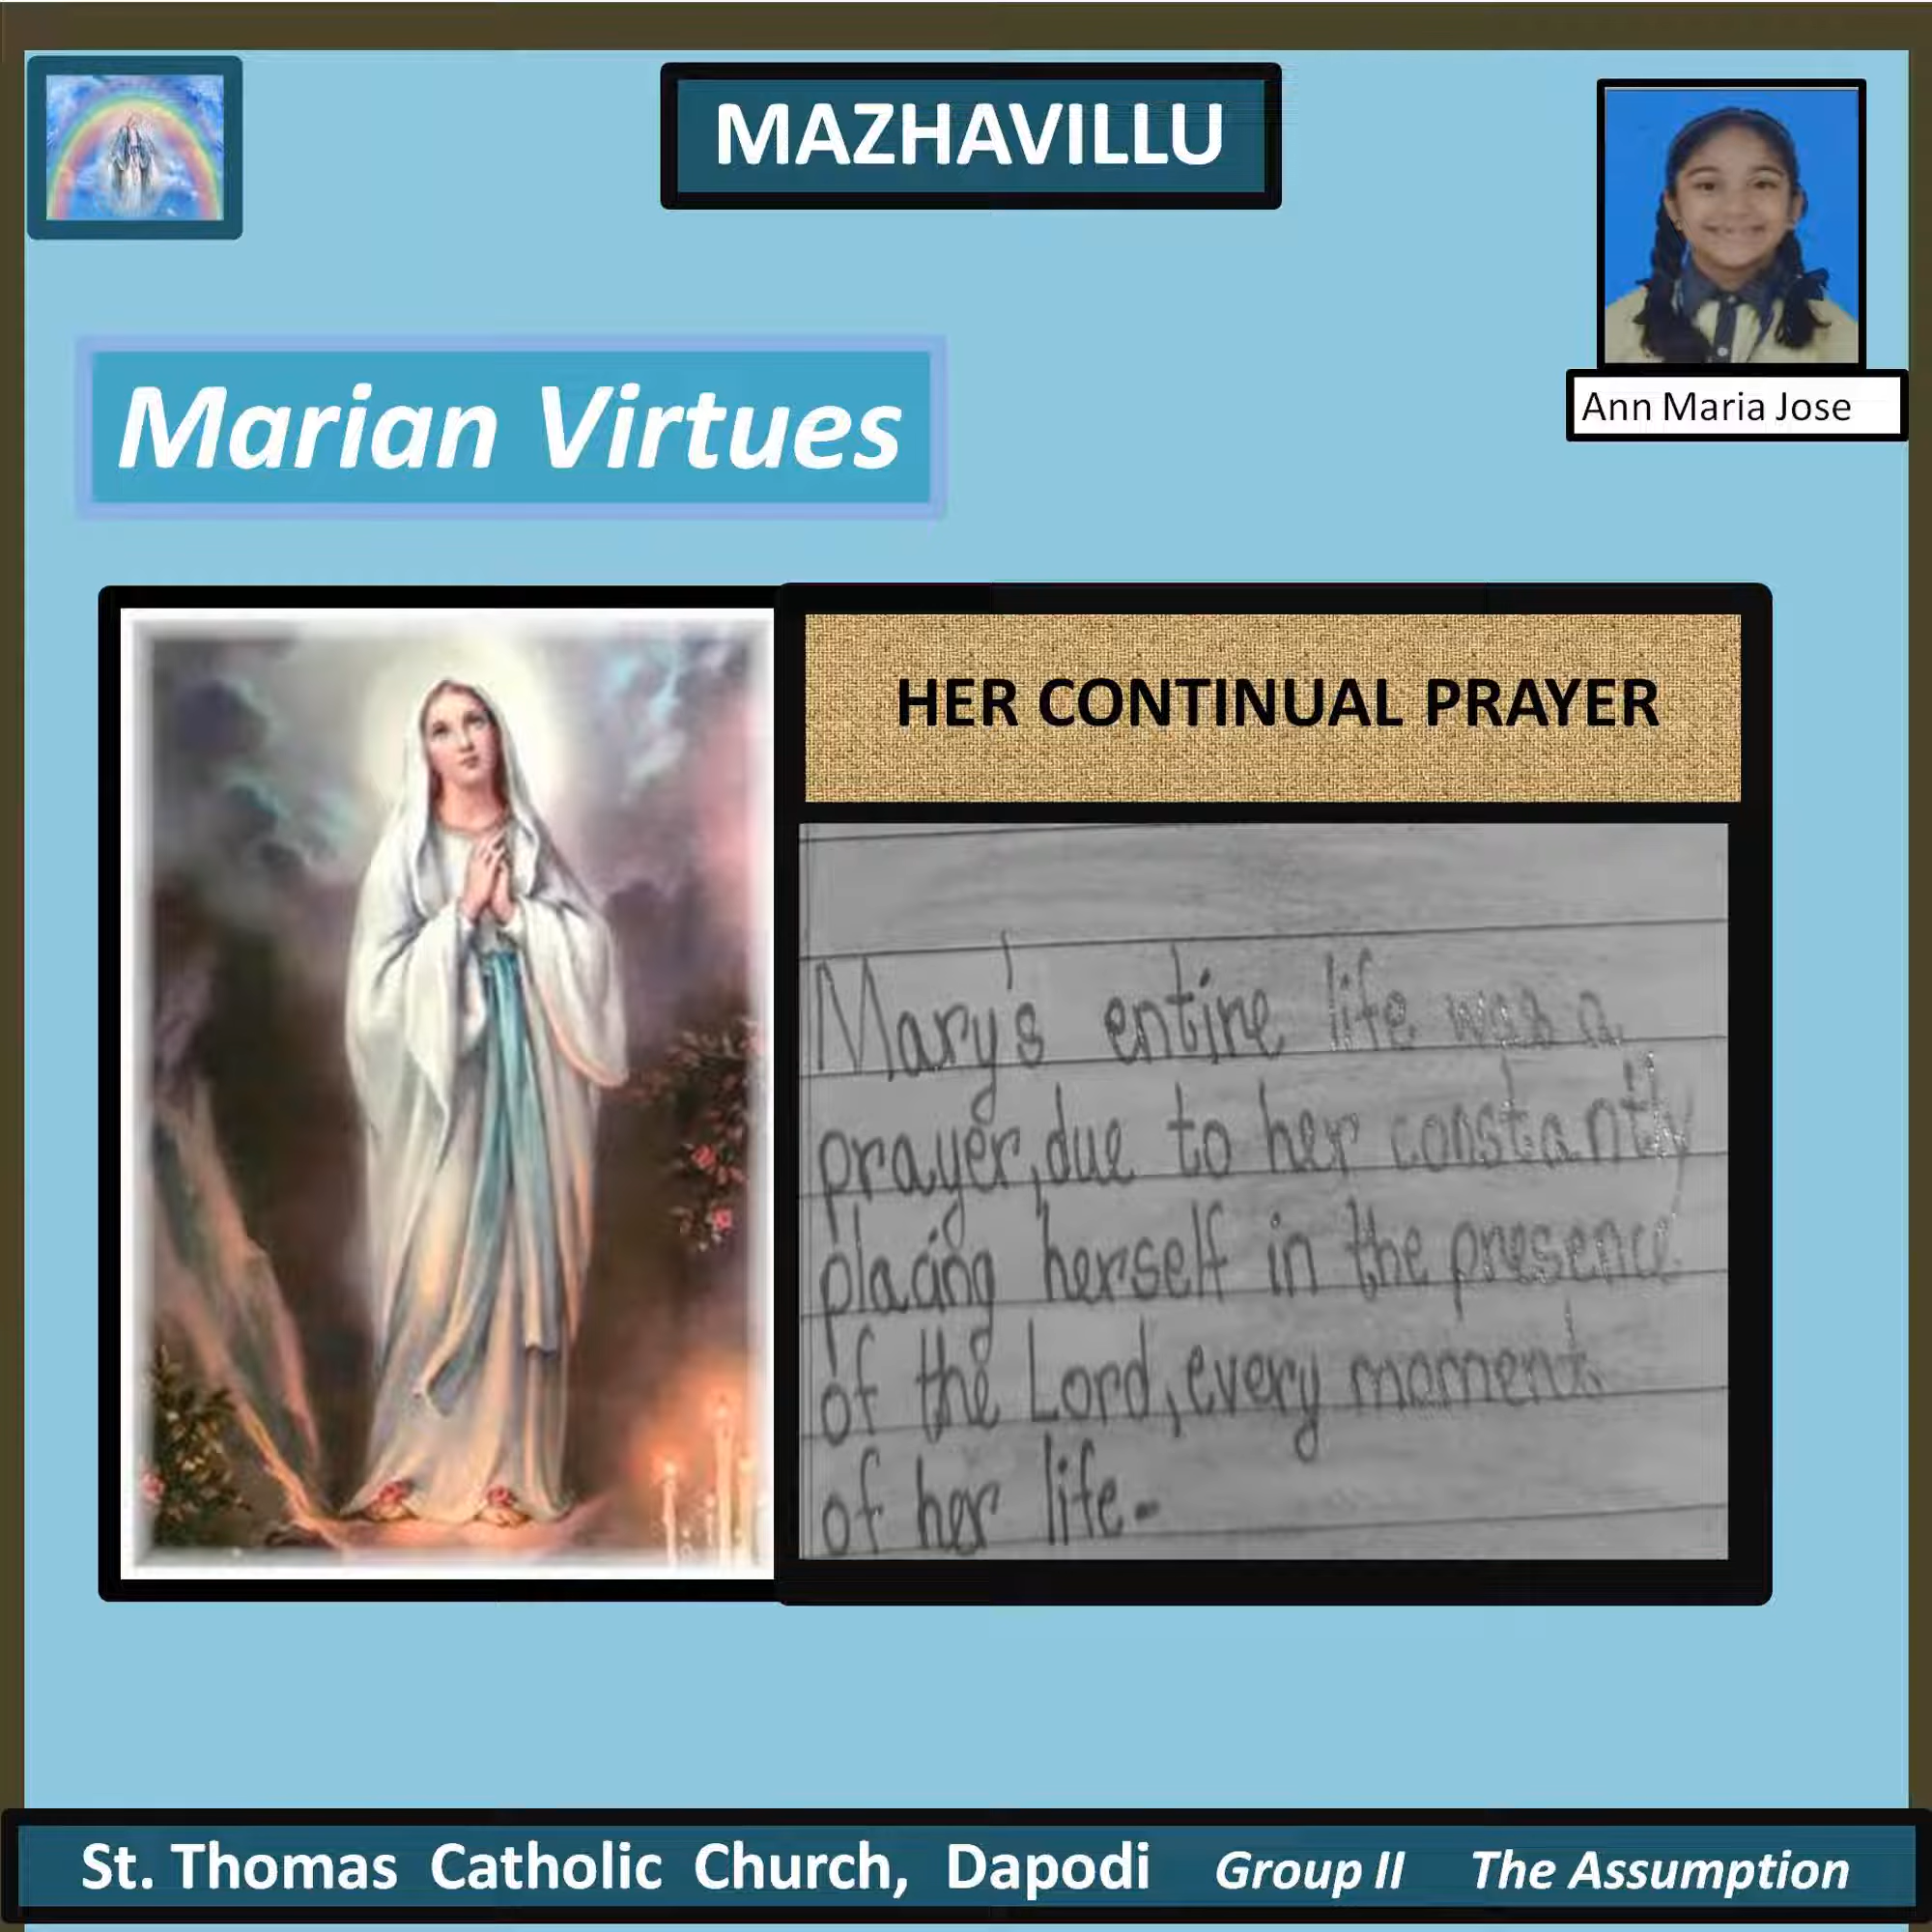 MAZHAVILLU
Ann Maria Jose
Marian Virtues
HER CONTINUAL PRAYER
Mary's entire life was a
prayer, due to her constantly
placing herself in the presence
of the Lord, every moment
of her life.
St. Thomas Catholic Church, Dapodi Group II The Assumption